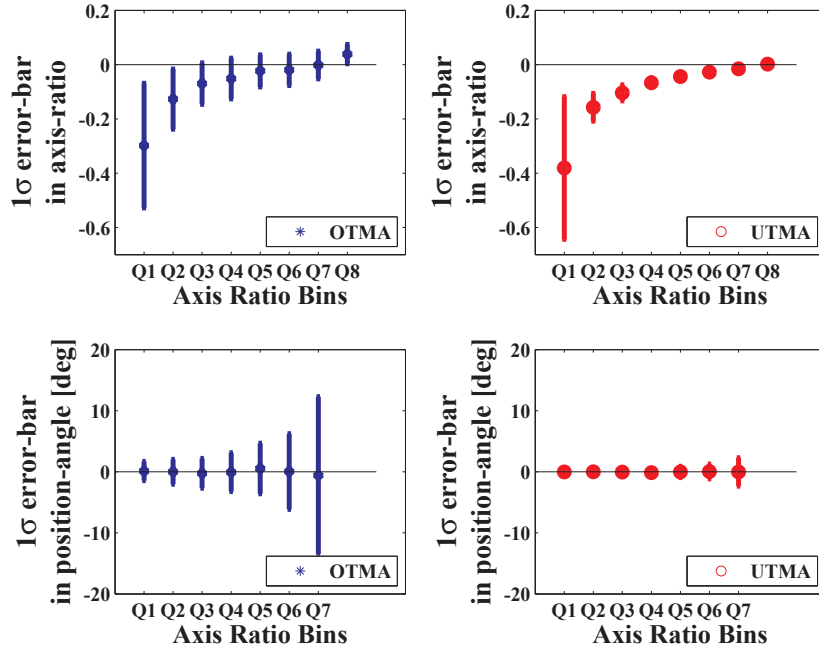 0.2
0
-0.2
-0.4
-0.6
1σ error-bar
in axis-ratio
OTMA
Q1 Q2 Q3 Q4 Q5 Q6 Q7 Q8
Axis Ratio Bins
0.2
0
-0.2
-0.4
-0.6
1σ error-bar
in axis-ratio
UTMA
Q1 Q2 Q3 Q4 Q5 Q6 Q7 Q8
Axis Ratio Bins
20
10
0
-10
-20
1σ error-bar
in position-angle [deg]
OTMA
Q1 Q2 Q3 Q4 Q5 Q6 Q7
Axis Ratio Bins
20
10
0
-10
-20
1σ error-bar
in position-angle [deg]
UTMA
Q1 Q2 Q3 Q4 Q5 Q6 Q7
Axis Ratio Bins